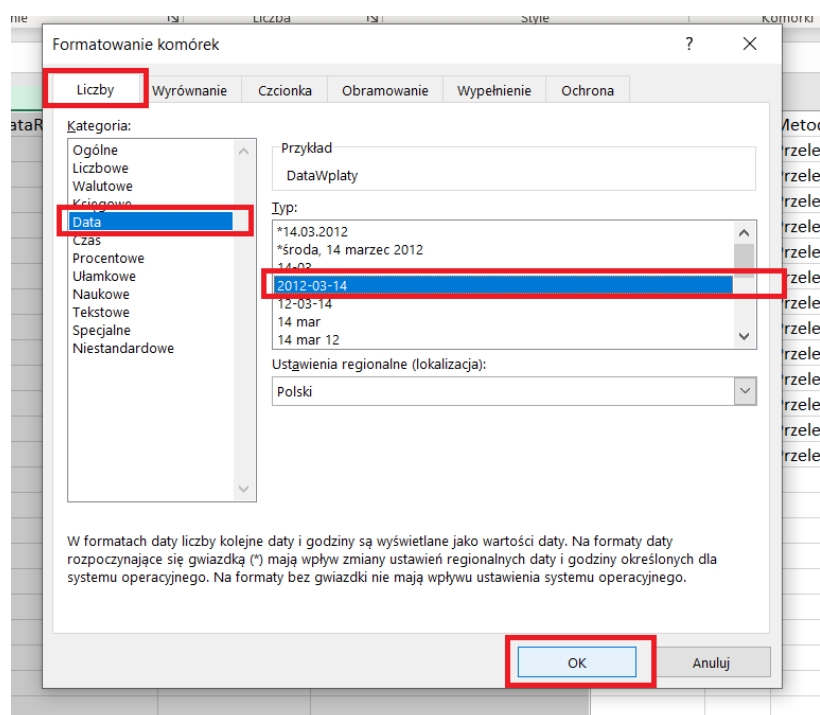 Liczba
Style
Komórki
Formatowanie komórek
?
Liczby
Wyrównanie
Czcionka
Obramowanie
Wypełnienie
Ochrona
Kategoria:
Ogólne
Liczbowe
Walutowe
Księgowe
Data
Czas
Procentowe
Ułamkowe
Naukowe
Tekstowe
Specjalne
Niestandardowe
Przykład
DataWplaty
Typ:
*14.03.2012
*środa, 14 marzec 2012
14-03
2012-03-14
12-03-14
14 mar
14 mar 12
Ustawienia regionalne (lokalizacja):
Polski
W formatach daty liczby kolejne daty i godziny są wyświetlane jako wartości daty. Na formaty daty
rozpoczynające się gwiazdką (*) mają wpływ zmiany ustawień regionalnych daty i godziny określonych dla
systemu operacyjnego. Na formaty bez gwiazdki nie mają wpływu ustawienia systemu operacyjnego.
OK
Anuluj